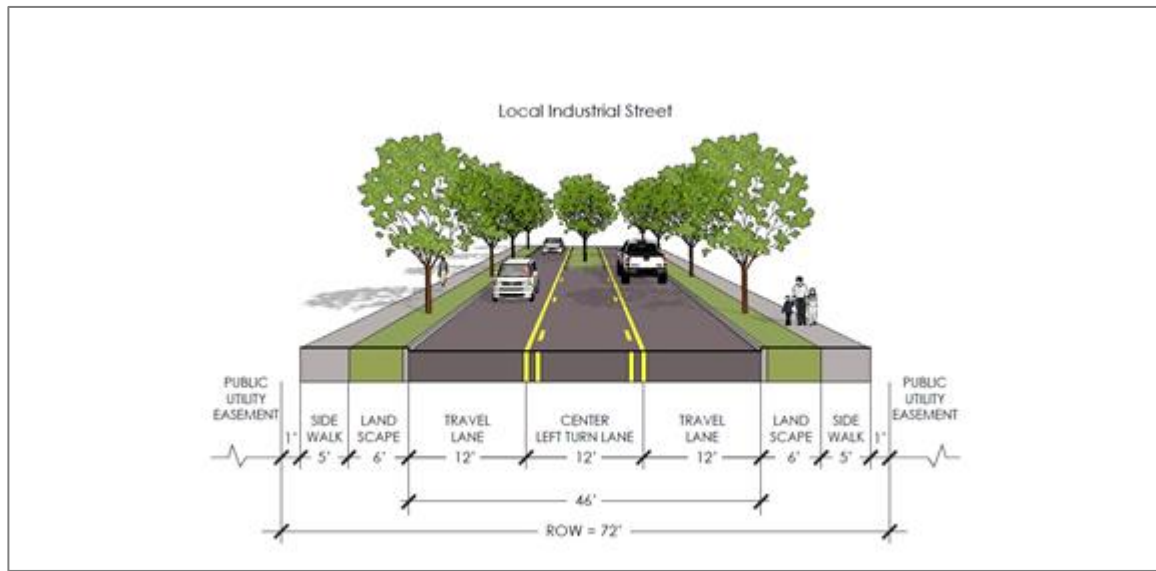 Local Industrial Street
PUBLIC
UTILITY
EASEMENT
1'
SIDE
WALK
5'
LAND
SCAPE
6'
TRAVEL
LANE
12'
CENTER
LEFT TURN LANE
12'
TRAVEL
LANE
12'
LAND
SCAPE
6'
SIDE
WALK
5'
1'
PUBLIC
UTILITY
EASEMENT
46'
ROW = 72'